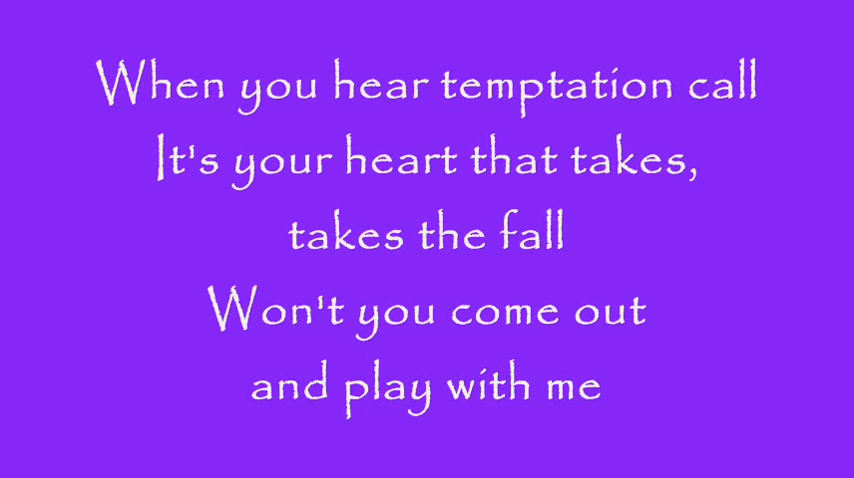 When you hear temptation call
It's your heart that takes,
takes the fall
Won't you come out
and play with me